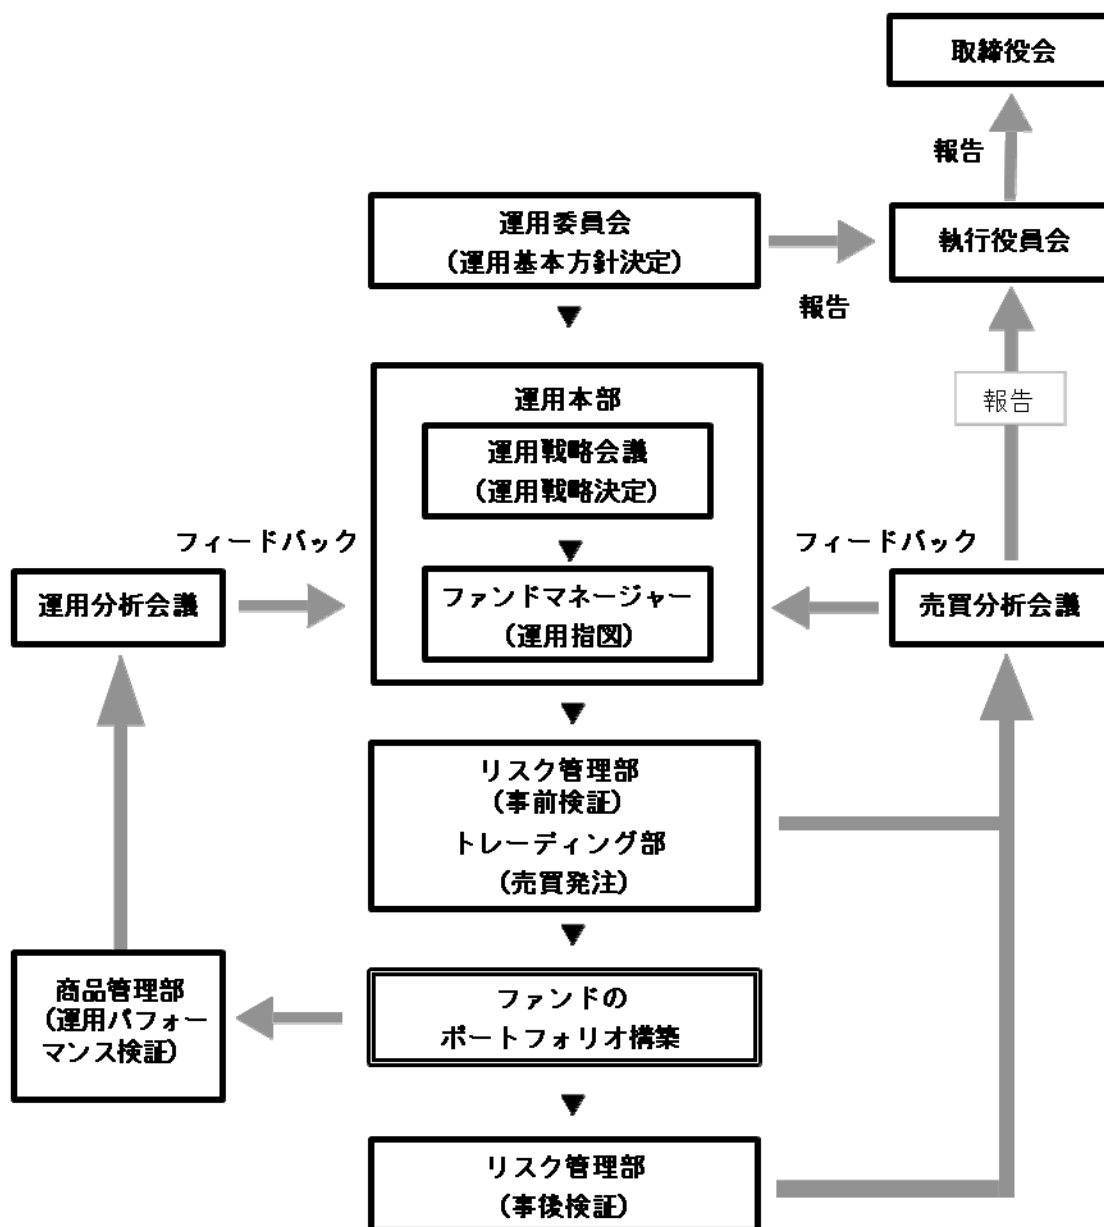 取締役会
報告
運用委員会
(運用基本方針決定)
執行役員会
報告
報告
運用本部
運用戦略会議
(運用戦略決定)
フィードバック
フィードバック
運用分析会議
ファンドマネージャー
(運用指図)
売買分析会議
リスク管理部
(事前検証)
トレーディング部
(売買発注)
商品管理部
(運用パフォー
マンス検証)
ファンドの
ポートフォリオ構築
リスク管理部
(事後検証)